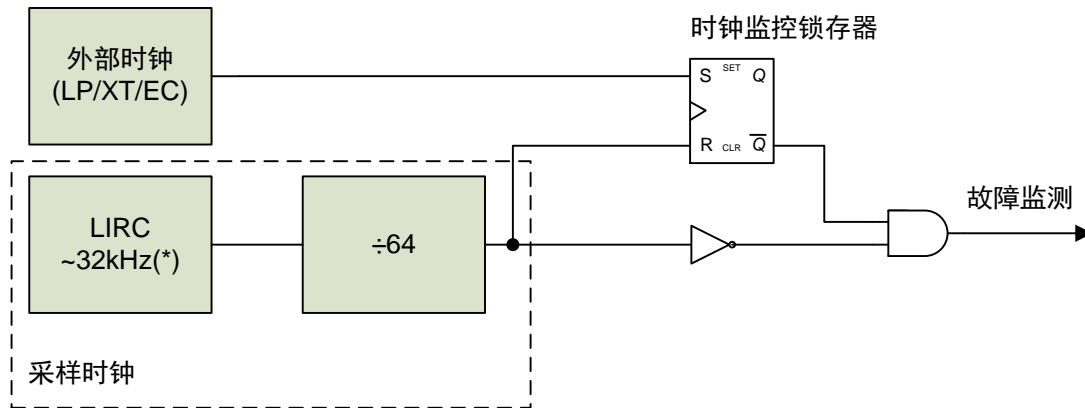 时钟监控锁存器
外部时钟
(LP/XT/EC)
S SET Q
R CLR Q̅
故障监测
LIRC
~32kHz(*)
÷64
采样时钟